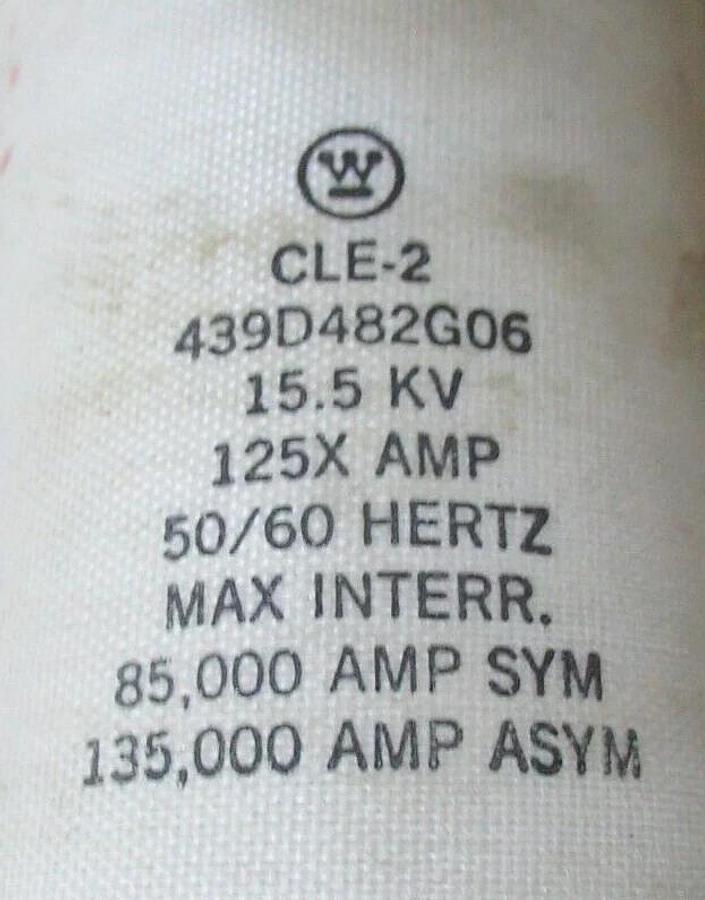 W
CLE-2
439D482G06
15.5 KV
125X AMP
50/60 HERTZ
MAX INTERR.
85,000 AMP SYM
135,000 AMP ASYM